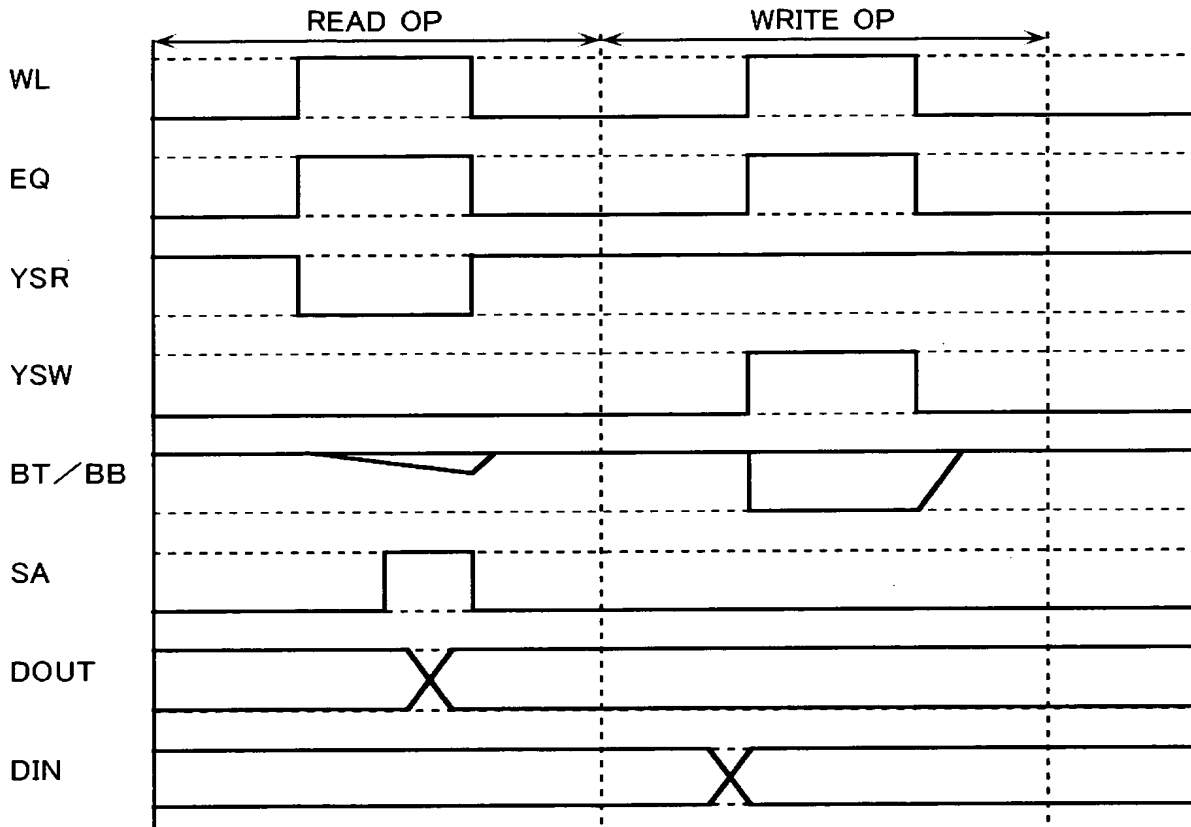 READ OP
WRITE OP
WL
EQ
YSR
YSW
BT／BB
SA
DOUT
DIN